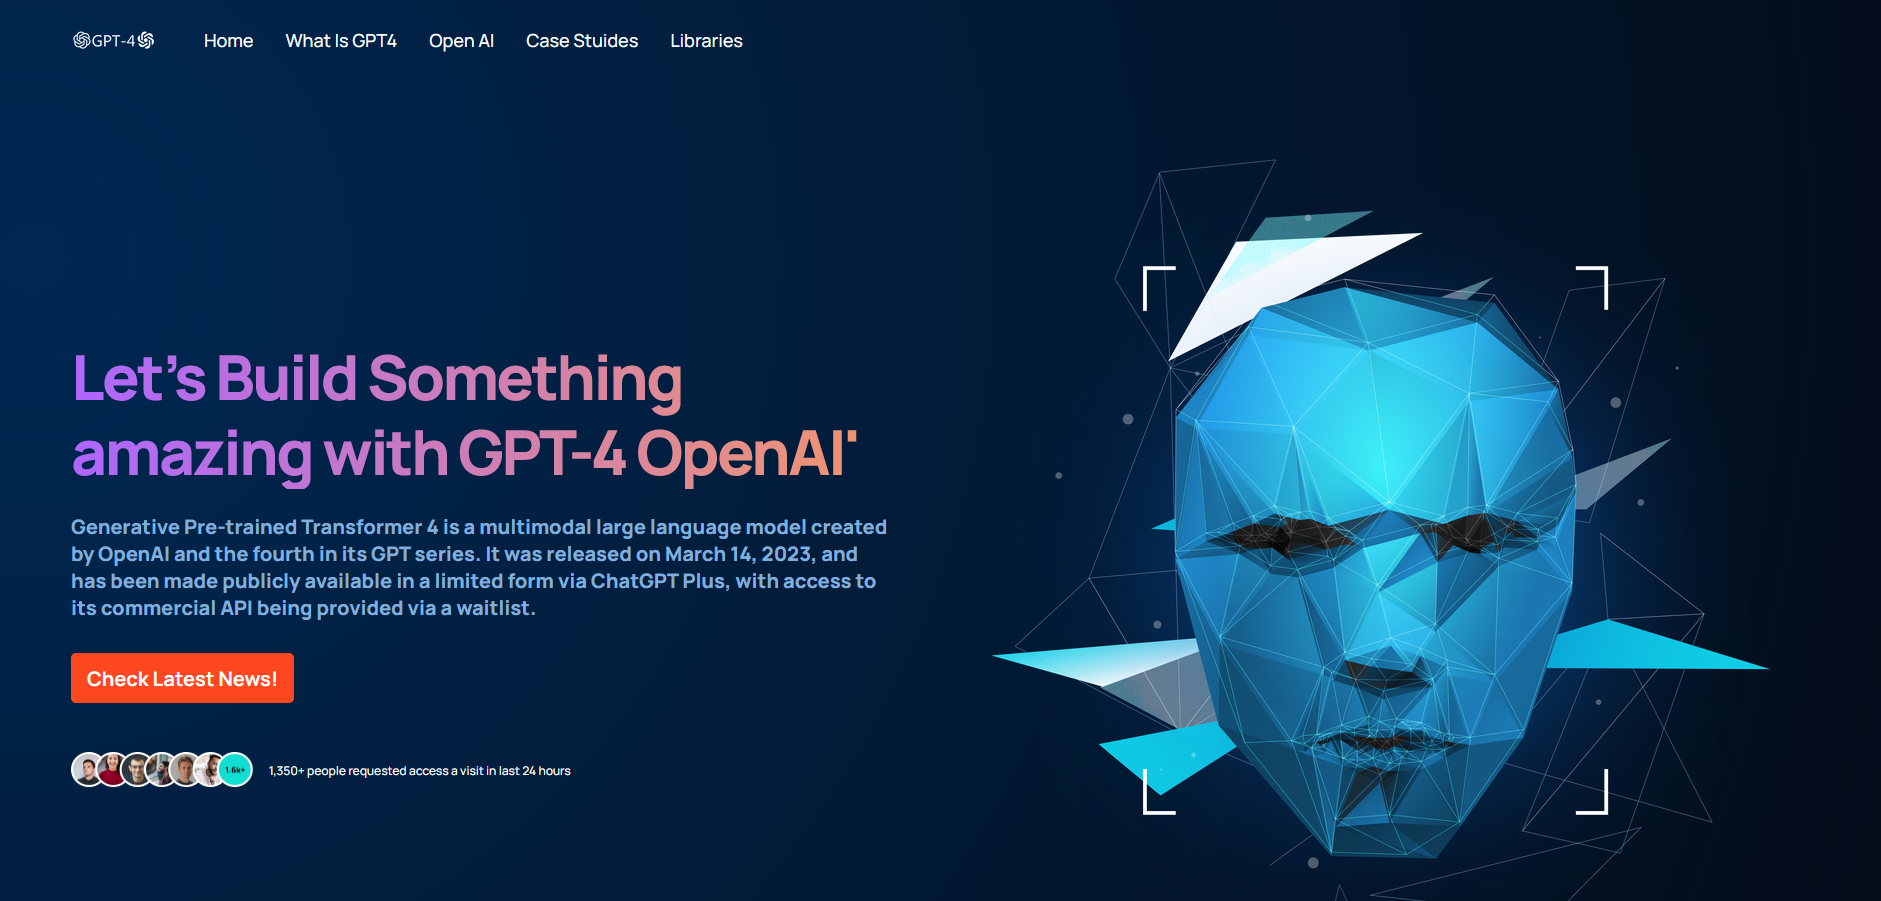 GPT-4
Home
What Is GPT4
Open AI
Case Stuides
Libraries
Let’s Build Something
amazing with GPT-4 OpenAI'
Generative Pre-trained Transformer 4 is a multimodal large language model created
by OpenAI and the fourth in its GPT series. It was released on March 14, 2023, and
has been made publicly available in a limited form via ChatGPT Plus, with access to
its commercial API being provided via a waitlist.
Check Latest News!
1.6k+
1,350+ people requested access a visit in last 24 hours